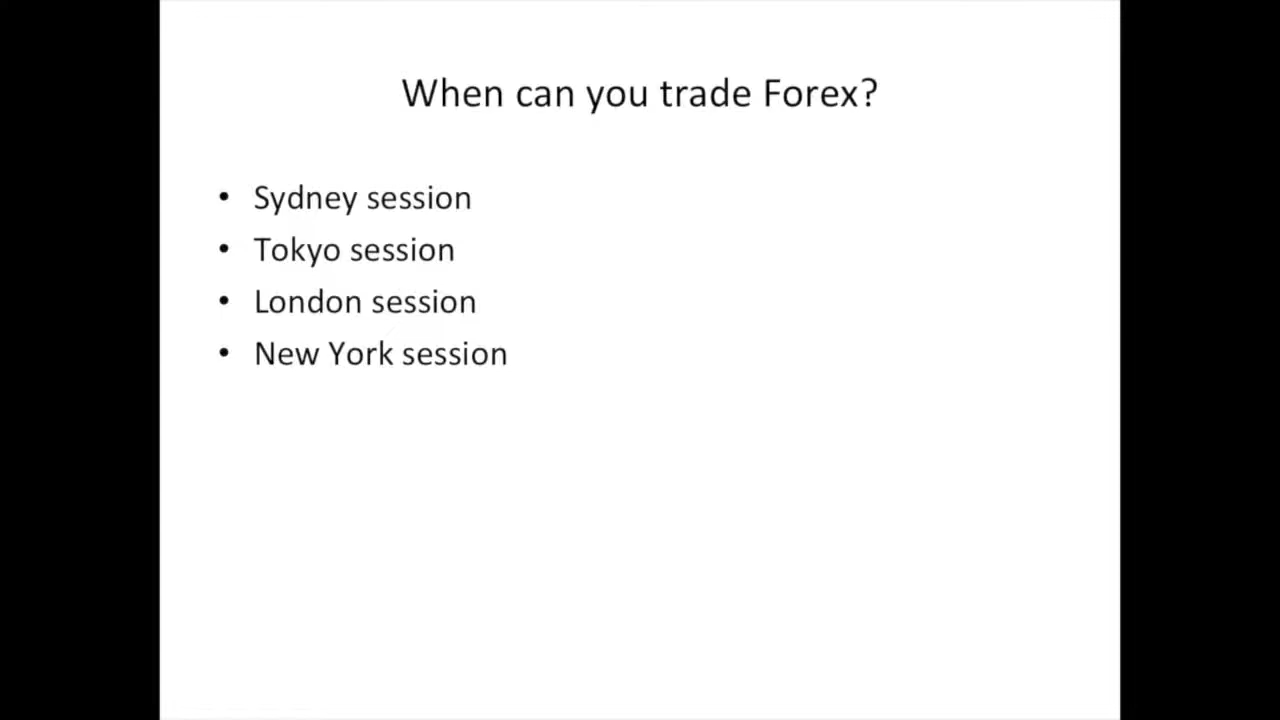 When can you trade Forex?
• Sydney session
• Tokyo session
• London session
• New York session